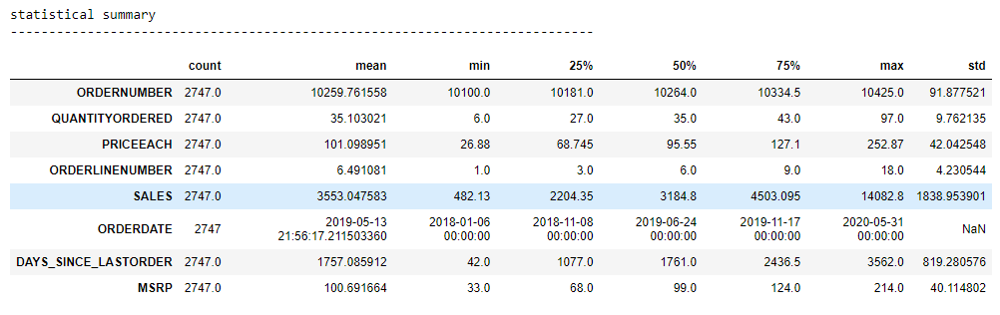 statistical summary
---------------------------------------------------------------------------
count mean min 25% 50% 75% max std
ORDERNUMBER 2747.0 10259.761558 10100.0 10181.0 10264.0 10334.5 10425.0 91.877521
QUANTITYORDERED 2747.0 35.103021 6.0 27.0 35.0 43.0 97.0 9.762135
PRICEEACH 2747.0 101.098951 26.88 68.745 95.55 127.1 252.87 42.042548
ORDERLINENUMBER 2747.0 6.491081 1.0 3.0 6.0 9.0 18.0 4.230544
SALES 2747.0 3553.047583 482.13 2204.35 3184.8 4503.095 14082.8 1838.953901
ORDERDATE 2747 2019-05-13 21:56:17.211503360 2018-01-06 00:00:00 2018-11-08 00:00:00 2019-06-24 00:00:00 2019-11-17 00:00:00 2020-05-31 00:00:00 NaN
DAYS_SINCE_LASTORDER 2747.0 1757.085912 42.0 1077.0 1761.0 2436.5 3562.0 819.280576
MSRP 2747.0 100.691664 33.0 68.0 99.0 124.0 214.0 40.114802